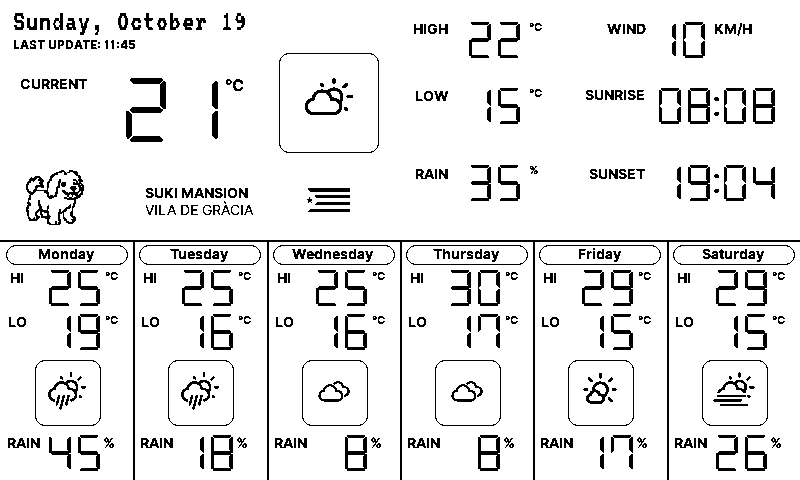 Sunday, October 19
LAST UPDATE: 11:45
CURRENT 21 °C
HIGH 22 °C
WIND 10 KM/H
LOW 15 °C
SUNRISE 08:08
RAIN 35 %
SUNSET 19:04
SUKI MANSION
VILA DE GRÀCIA
Monday
HI 25 °C
LO 19 °C
RAIN 45 %
Tuesday
HI 25 °C
LO 16 °C
RAIN 18 %
Wednesday
HI 25 °C
LO 16 °C
RAIN 8 %
Thursday
HI 30 °C
LO 17 °C
RAIN 8 %
Friday
HI 29 °C
LO 15 °C
RAIN 17 %
Saturday
HI 29 °C
LO 15 °C
RAIN 26 %